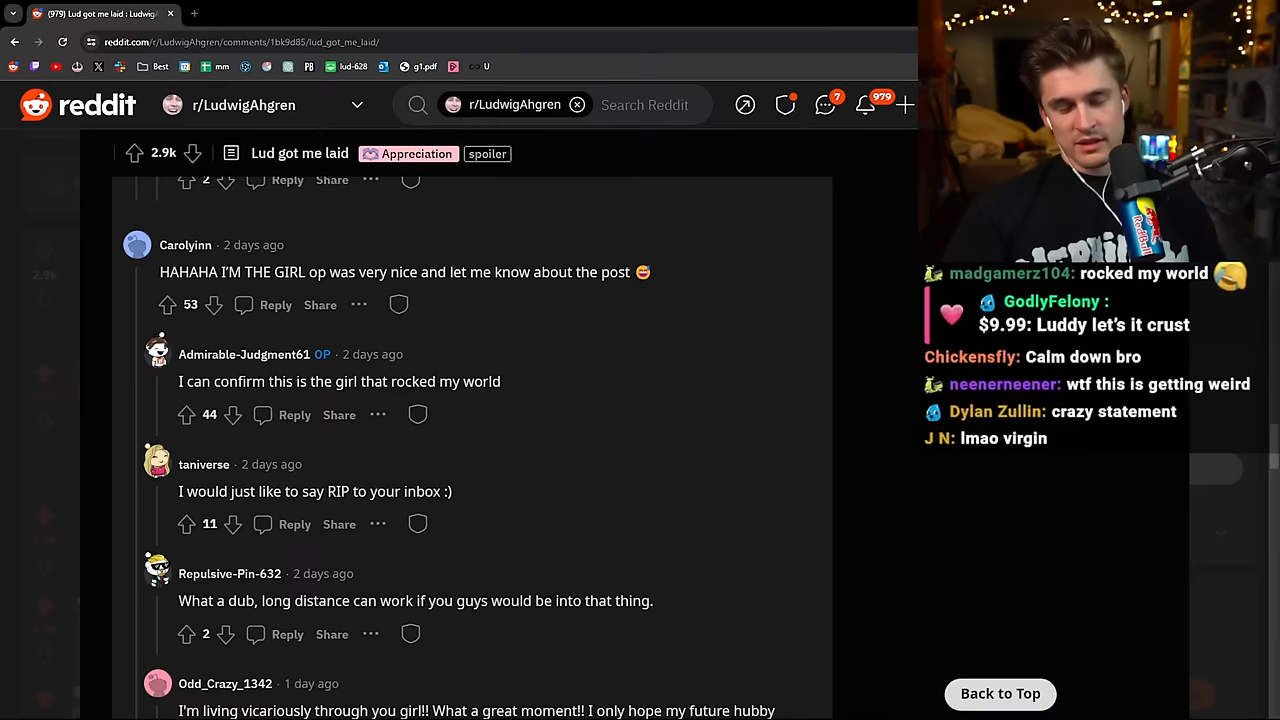 (979) Lud got me laid : Ludwig
reddit.com/r/LudwigAhgren/comments/1bk9d85/lud_got_me_laid/
Best
mm
PB
lud-628
g1.pdf
U
reddit
r/LudwigAhgren
r/LudwigAhgren
Search Reddit
7
979
2.9k
Lud got me laid
Appreciation
spoiler
2
Reply
Share
Carolyinn · 2 days ago
HAHAHA I'M THE GIRL op was very nice and let me know about the post 😅
53
Reply
Share
Admirable-Judgment61 OP · 2 days ago
I can confirm this is the girl that rocked my world
44
Reply
Share
taniverse · 2 days ago
I would just like to say RIP to your inbox :)
11
Reply
Share
Repulsive-Pin-632 · 2 days ago
What a dub, long distance can work if you guys would be into that thing.
2
Reply
Share
Odd_Crazy_1342 · 1 day ago
I'm living vicariously through you girl!! What a great moment!! I only hope my future hubby
Back to Top
Red Bull
madgamerz104: rocked my world 😂
GodlyFelony :
$9.99: Luddy let's it crust
Chickensfly: Calm down bro
neenerneener: wtf this is getting weird
Dylan Zullin: crazy statement
J N: lmao virgin